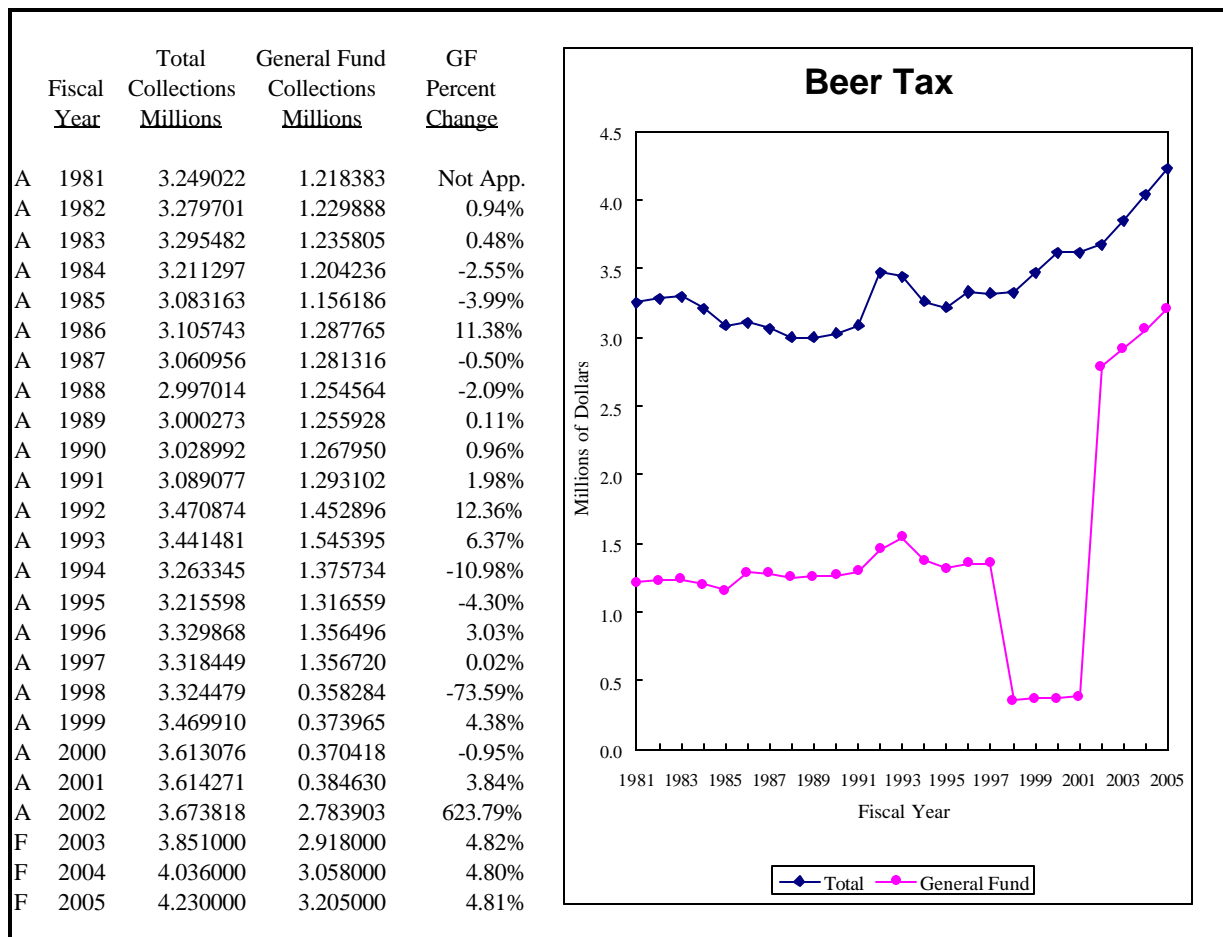 Total General Fund GF
Fiscal Collections Collections Percent
Year Millions Millions Change
A 1981 3.249022 1.218383 Not App.
A 1982 3.279701 1.229888 0.94%
A 1983 3.295482 1.235805 0.48%
A 1984 3.211297 1.204236 -2.55%
A 1985 3.083163 1.156186 -3.99%
A 1986 3.105743 1.287765 11.38%
A 1987 3.060956 1.281316 -0.50%
A 1988 2.997014 1.254564 -2.09%
A 1989 3.000273 1.255928 0.11%
A 1990 3.028992 1.267950 0.96%
A 1991 3.089077 1.293102 1.98%
A 1992 3.470874 1.452896 12.36%
A 1993 3.441481 1.545395 6.37%
A 1994 3.263345 1.375734 -10.98%
A 1995 3.215598 1.316559 -4.30%
A 1996 3.329868 1.356496 3.03%
A 1997 3.318449 1.356720 0.02%
A 1998 3.324479 0.358284 -73.59%
A 1999 3.469910 0.373965 4.38%
A 2000 3.613076 0.370418 -0.95%
A 2001 3.614271 0.384630 3.84%
A 2002 3.673818 2.783903 623.79%
F 2003 3.851000 2.918000 4.82%
F 2004 4.036000 3.058000 4.80%
F 2005 4.230000 3.205000 4.81%
Beer Tax
4.5
4.0
3.5
3.0
2.5
2.0
1.5
1.0
0.5
0.0
Millions of Dollars
1981 1983 1985 1987 1989 1991 1993 1995 1997 1999 2001 2003 2005
Fiscal Year
Total General Fund